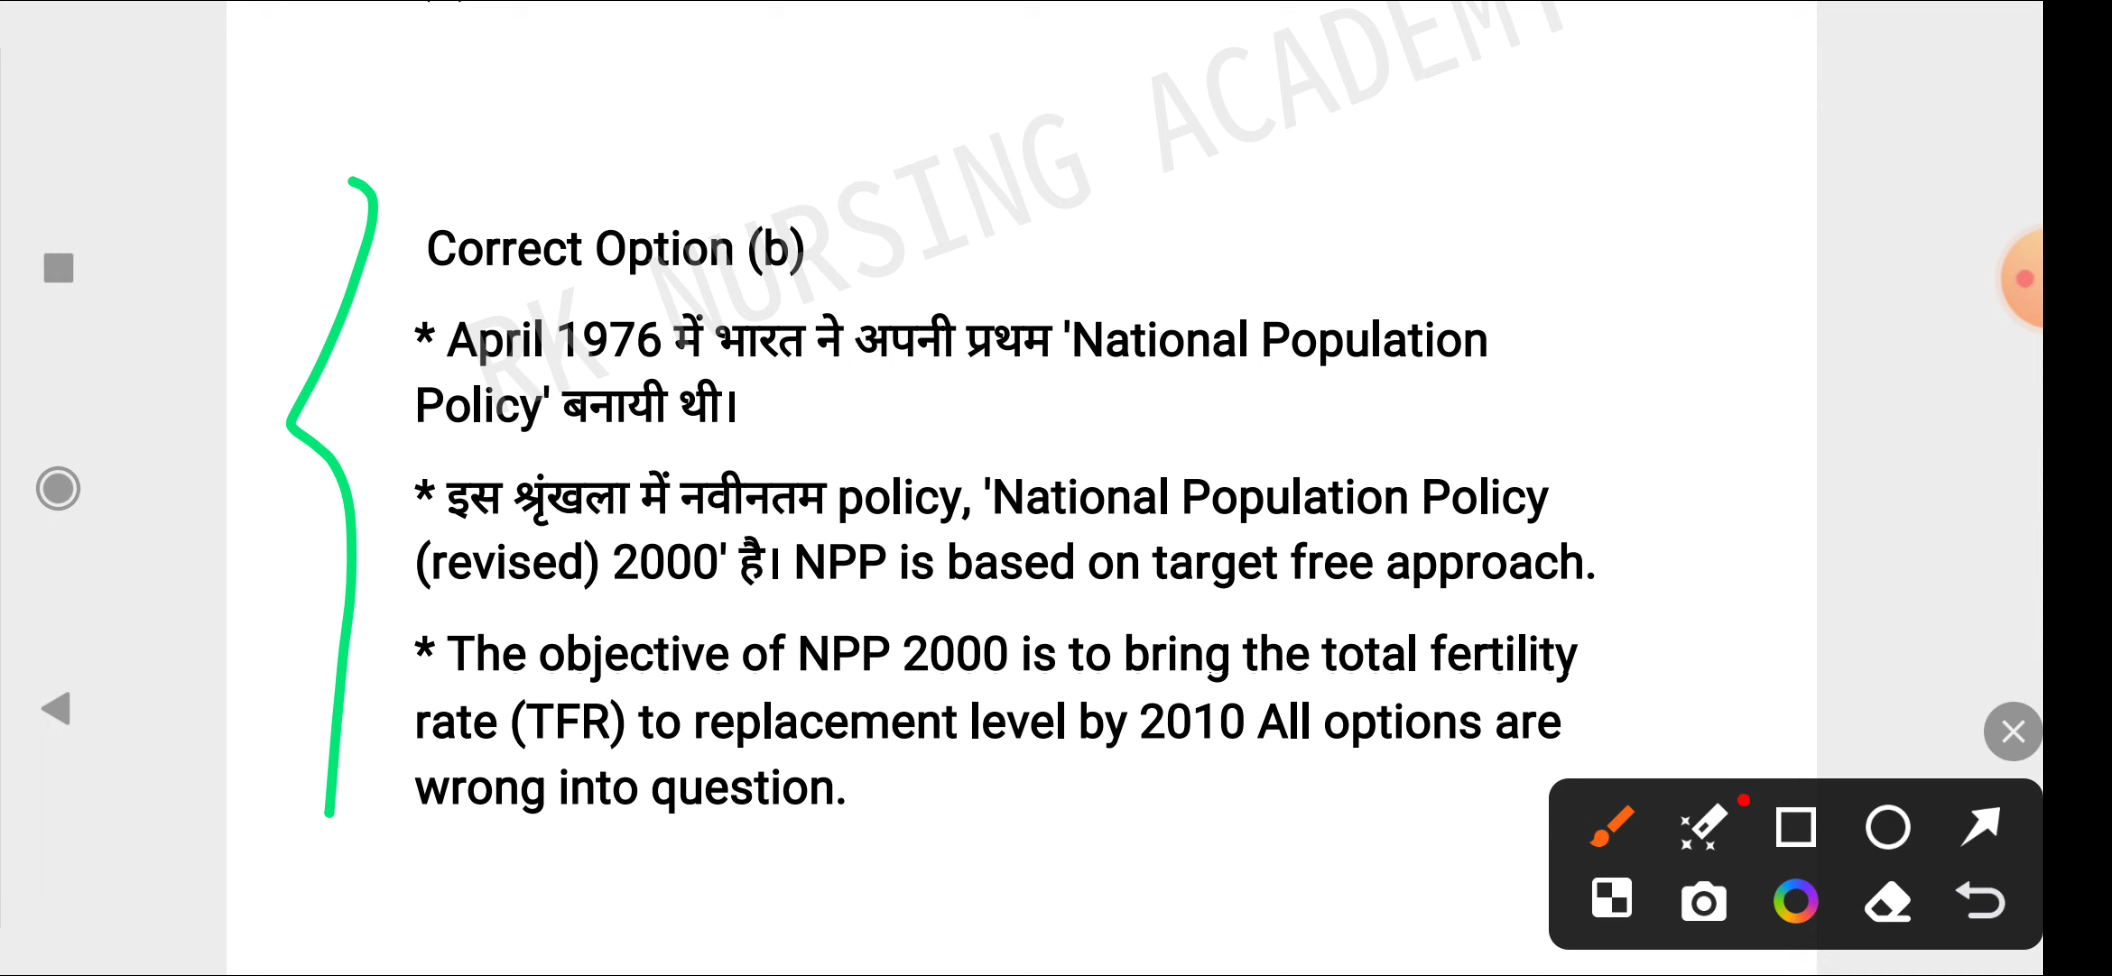 RK NURSING ACADEMY
Correct Option (b)
* April 1976 में भारत ने अपनी प्रथम 'National Population
Policy' बनायी थी।
* इस श्रृंखला में नवीनतम policy, 'National Population Policy
(revised) 2000' है। NPP is based on target free approach.
* The objective of NPP 2000 is to bring the total fertility
rate (TFR) to replacement level by 2010 All options are
wrong into question.